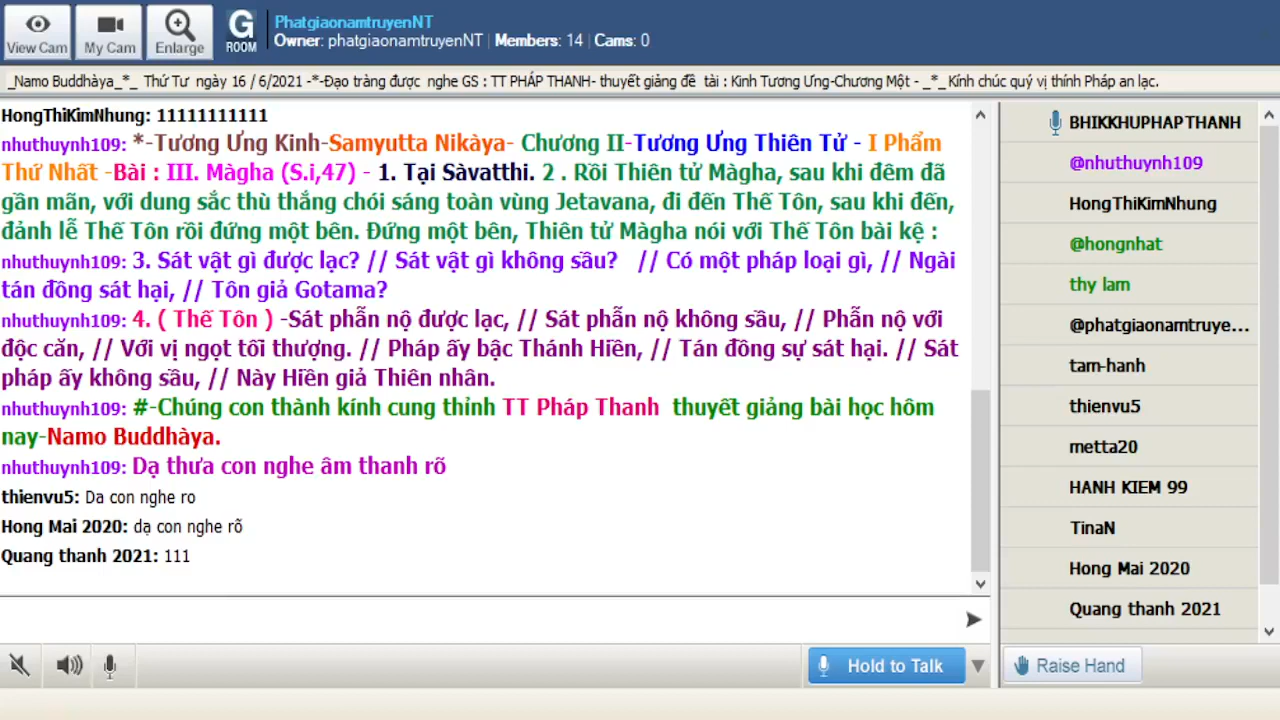 View Cam
My Cam
Enlarge
G
ROOM
PhatgiaonamtruyenNT
Owner: phatgiaonamtruyenNT | Members: 14 | Cams: 0
_Namo Buddhàya_*_ Thứ Tư ngày 16 / 6/2021 -*-Đạo tràng được nghe GS : TT PHÁP THANH- thuyết giảng đề tài : Kinh Tương Ưng-Chương Một - _*_ Kính chúc quý vị thính Pháp an lạc.
HongThiKimNhung: 11111111111
nhuthuynh109: *-Tương Ưng Kinh-Samyutta Nikàya- Chương II-Tương Ưng Thiên Tử - I Phẩm
Thứ Nhất -Bài : III. Màgha (S.i,47) - 1. Tại Sàvatthi. 2 . Rồi Thiên tử Màgha, sau khi đêm đã
gần mãn, với dung sắc thù thắng chói sáng toàn vùng Jetavana, đi đến Thế Tôn, sau khi đến,
đảnh lễ Thế Tôn rồi đứng một bên. Đứng một bên, Thiên tử Màgha nói với Thế Tôn bài kệ :
nhuthuynh109: 3. Sát vật gì được lạc? // Sát vật gì không sầu? // Có một pháp loại gì, // Ngài
tán đồng sát hại, // Tôn giả Gotama?
nhuthuynh109: 4. ( Thế Tôn ) -Sát phẫn nộ được lạc, // Sát phẫn nộ không sầu, // Phẫn nộ với
độc căn, // Với vị ngọt tối thượng. // Pháp ấy bậc Thánh Hiền, // Tán đồng sự sát hại. // Sát
pháp ấy không sầu, // Này Hiền giả Thiên nhân.
nhuthuynh109: #-Chúng con thành kính cung thỉnh TT Pháp Thanh thuyết giảng bài học hôm
nay-Namo Buddhàya.
nhuthuynh109: Dạ thưa con nghe âm thanh rõ
thienvu5: Da con nghe ro
Hong Mai 2020: dạ con nghe rõ
Quang thanh 2021: 111
BHIKKHUPHAPTHANH
@nhuthuynh109
HongThiKimNhung
@hongnhat
thy lam
@phatgiaonamtruye...
tam-hanh
thienvu5
metta20
HANH KIEM 99
TinaN
Hong Mai 2020
Quang thanh 2021
Hold to Talk
Raise Hand